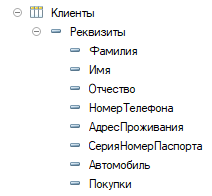 Клиенты
Реквизиты
Фамилия
Имя
Отчество
НомерТелефона
АдресПроживания
СерияНомерПаспорта
Автомобиль
Покупки